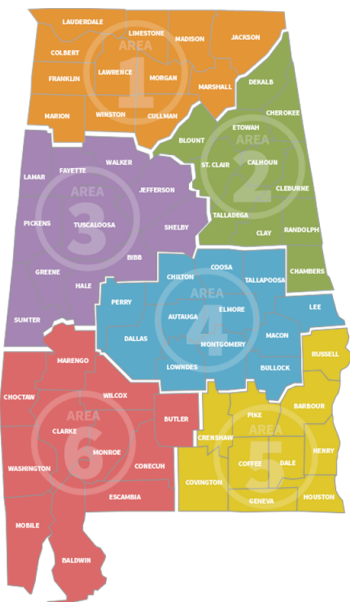 LAUDERDALE
LIMESTONE
MADISON
JACKSON
AREA
1
COLBERT
LAWRENCE
FRANKLIN
MORGAN
MARSHALL
MARION
WINSTON
CULLMAN
DEKALB
CHEROKEE
ETOWAH
BLOUNT
AREA
2
ST. CLAIR
CALHOUN
CLEBURNE
TALLADEGA
CLAY
RANDOLPH
CHAMBERS
WALKER
FAYETTE
LAMAR
JEFFERSON
AREA
3
PICKENS
TUSCALOOSA
SHELBY
BIBB
GREENE
HALE
SUMTER
COOSA
CHILTON
TALLAPOOSA
AREA
4
PERRY
AUTAUGA
ELMORE
LEE
DALLAS
MONTGOMERY
MACON
LOWNDES
BULLOCK
RUSSELL
BARBOUR
PIKE
AREA
5
CRENSHAW
HENRY
COFFEE
DALE
COVINGTON
GENEVA
HOUSTON
MARENGO
CHOCTAW
WILCOX
AREA
6
BUTLER
CLARKE
MONROE
WASHINGTON
CONECUH
ESCAMBIA
MOBILE
BALDWIN